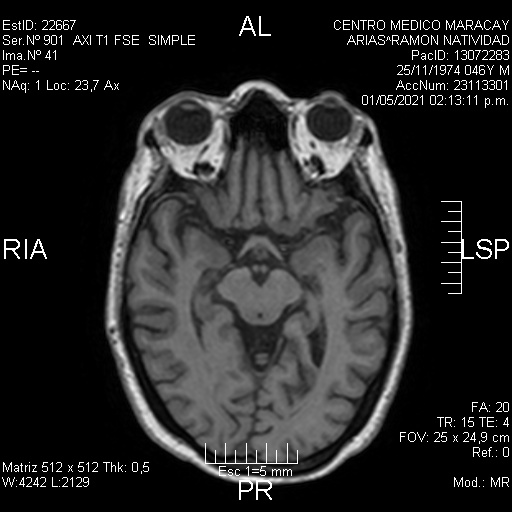 EstID: 22667
Ser.Nº 901 AXI T1 FSE SIMPLE
Ima.Nº 41
PE= --
NAq: 1 Loc: 23,7 Ax
AL
CENTRO MEDICO MARACAY
ARIAS^RAMON NATIVIDAD
PacID: 13072283
25/11/1974 046Y M
AccNum: 23113301
01/05/2021 02:13:11 p.m.
RIA
LSP
FA: 20
TR: 15 TE: 4
FOV: 25 x 24,9 cm
Ref.: 0
Matriz 512 x 512 Thk: 0,5
Esc 1=5 mm
W:4242 L:2129
PR
Mod.: MR